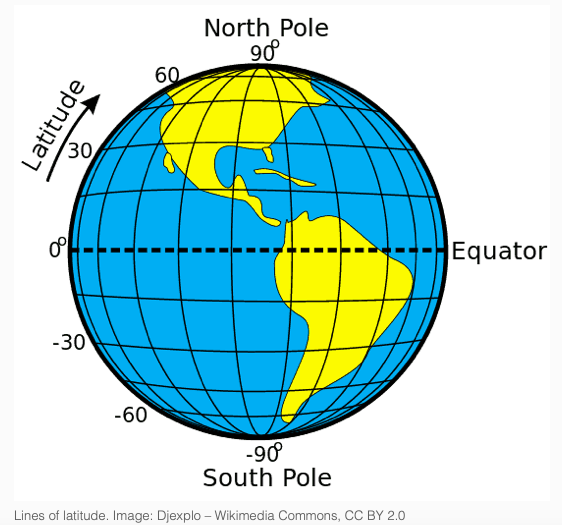 North Pole
90°
60
Latitude
30
0°
Equator
-30
-60
-90°
South Pole
Lines of latitude. Image: Djexplo – Wikimedia Commons, CC BY 2.0